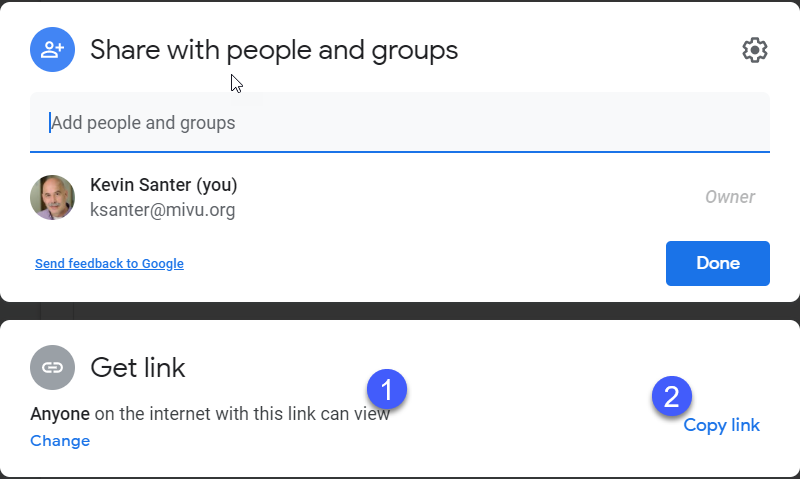 Share with people and groups
Add people and groups
Kevin Santer (you)
ksanter@mivu.org
Owner
Send feedback to Google
Done
Get link
1
2
Anyone on the internet with this link can view
Copy link
Change